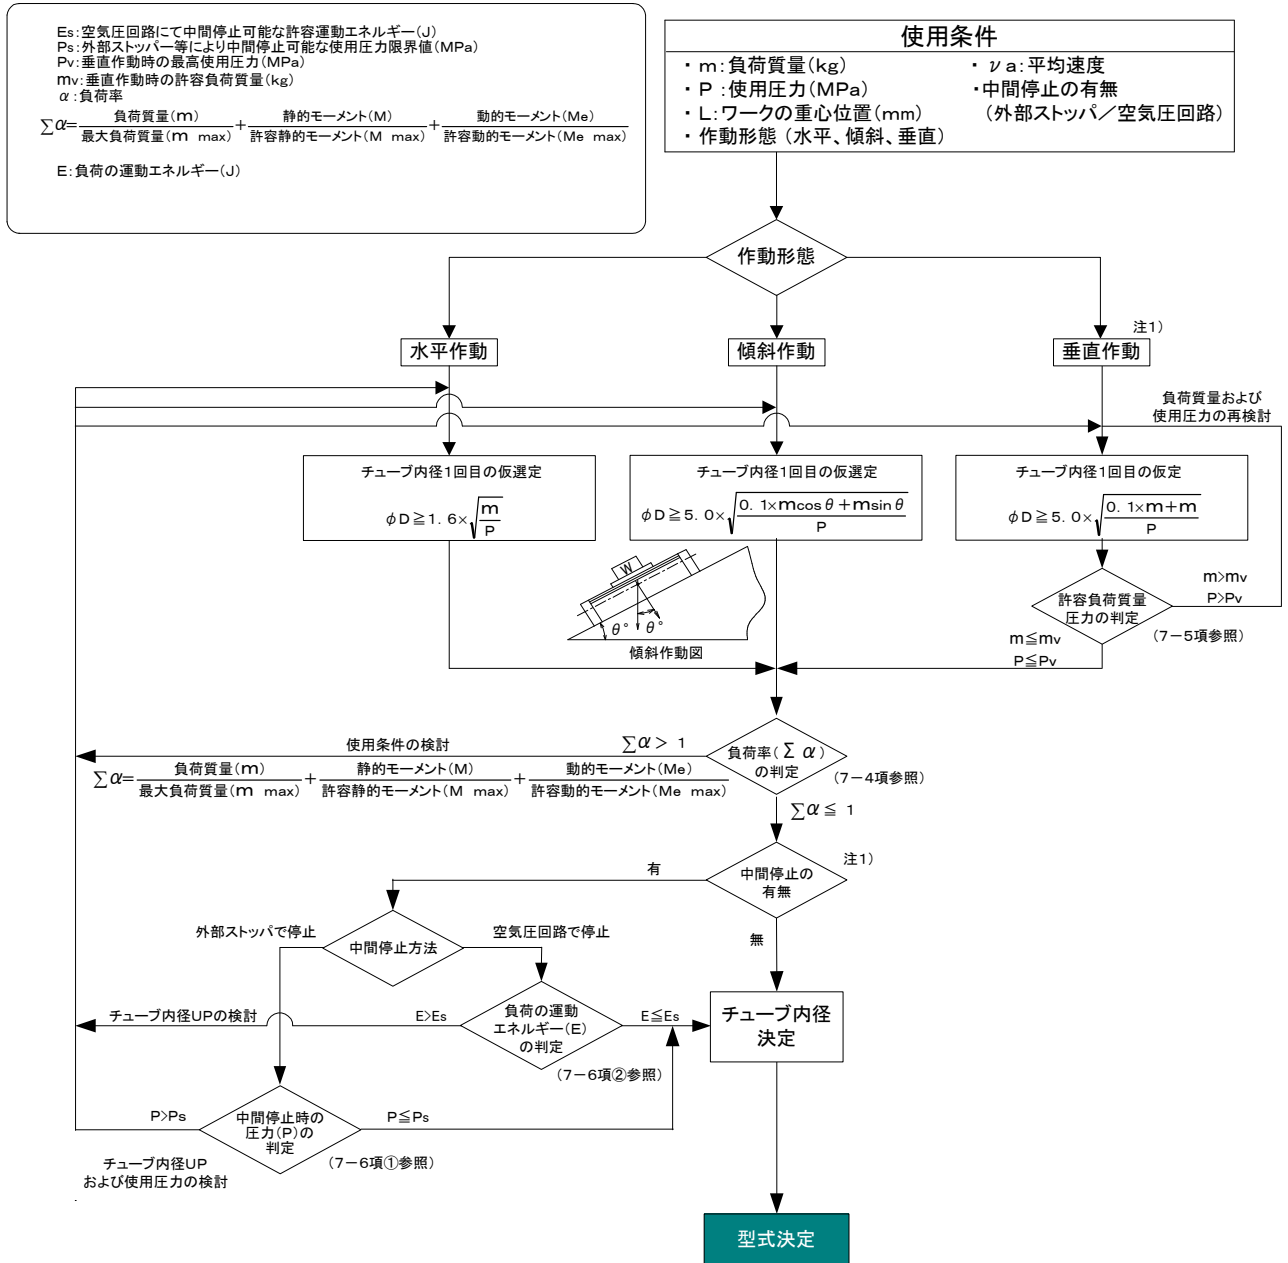 Es:空気圧回路にて中間停止可能な許容運動エネルギー(J)
Ps:外部ストッパー等により中間停止可能な使用圧力限界値(MPa)
Pv:垂直作動時の最高使用圧力(MPa)
mv:垂直作動時の許容負荷質量(kg)
α:負荷率
∑α=負荷質量(m)/最大負荷質量(m max)+静的モーメント(M)/許容静的モーメント(M max)+動的モーメント(Me)/許容動的モーメント(Me max)
E:負荷の運動エネルギー(J)
使用条件
・m:負荷質量(kg)
・νa:平均速度
・P:使用圧力(MPa)
・中間停止の有無
・L:ワークの重心位置(mm)
(外部ストッパ/空気圧回路)
・作動形態(水平、傾斜、垂直)
作動形態
水平作動
傾斜作動
注1)
垂直作動
負荷質量および
使用圧力の再検討
チューブ内径1回目の仮選定
φD≧1.6×√(m/P)
チューブ内径1回目の仮選定
φD≧5.0×√((0.1×mcosθ+msinθ)/P)
チューブ内径1回目の仮定
φD≧5.0×√((0.1×m+m)/P)
W
θ°
θ°
傾斜作動図
許容負荷質量
圧力の判定
m>mv
P>Pv
(7-5項参照)
m≦mv
P≦Pv
負荷率(Σα)
の判定
(7-4項参照)
∑α>1
使用条件の検討
∑α=負荷質量(m)/最大負荷質量(m max)+静的モーメント(M)/許容静的モーメント(M max)+動的モーメント(Me)/許容動的モーメント(Me max)
∑α≦1
中間停止の
有無
注1)
有
無
中間停止方法
外部ストッパで停止
空気圧回路で停止
負荷の運動
エネルギー(E)
の判定
E>Es
E≦Es
チューブ内径UPの検討
(7-6項②参照)
チューブ内径
決定
中間停止時の
圧力(P)の
判定
P>Ps
P≦Ps
(7-6項①参照)
チューブ内径UP
および使用圧力の検討
型式決定